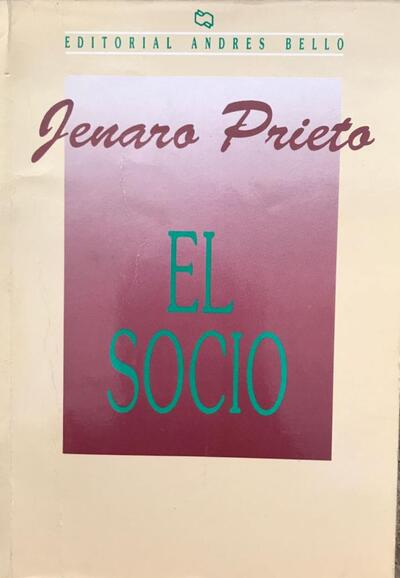 EDITORIAL ANDRES BELLO
Jenaro Prieto
EL
SOCIO